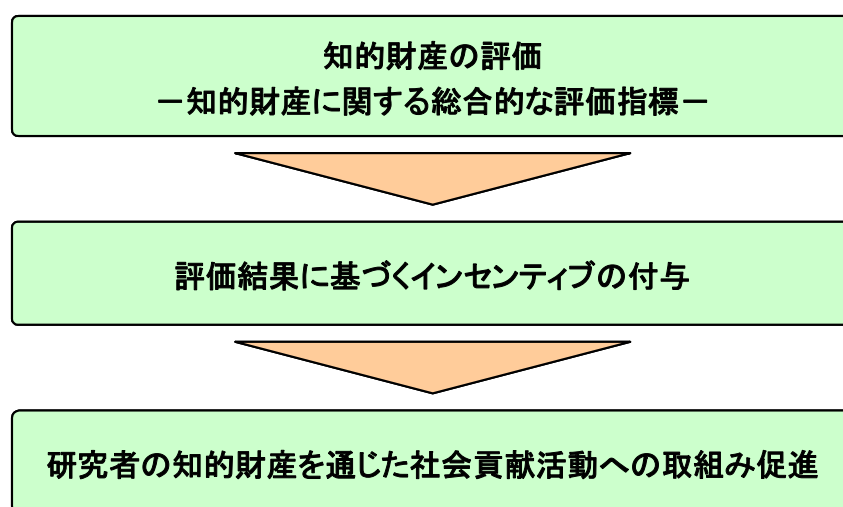 知的財産の評価
－知的財産に関する総合的な評価指標－
評価結果に基づくインセンティブの付与
研究者の知的財産を通じた社会貢献活動への取組み促進